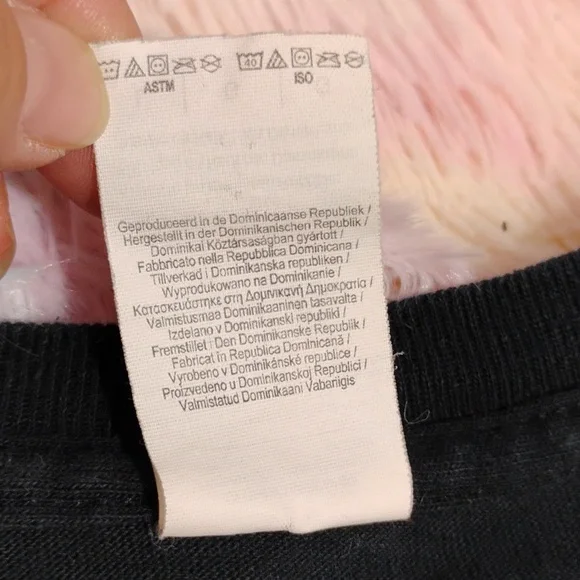 40
ASTM ISO
Geproduceerd in de Dominicaanse Republiek /
Hergestellt in der Dominikanischen Republik /
Dominikai Köztársaságban gyártott /
Fabbricato nella Repubblica Dominicana /
Tillverkad i Dominikanska republiken /
Wyprodukowano na Dominikanie /
Κατασκευάστηκε στη Δομινικανή Δημοκρατία /
Valmistusmaa Dominikaaninen tasavalta /
Izdelano v Dominikanski republiki /
Fremstillet i Den Dominikanske Republik /
Fabricat în Republica Dominicană /
Vyrobeno v Dominikánské republice /
Proizvedeno u Dominikanskoj Republici /
Valmistatud Dominikaani Vabariigis